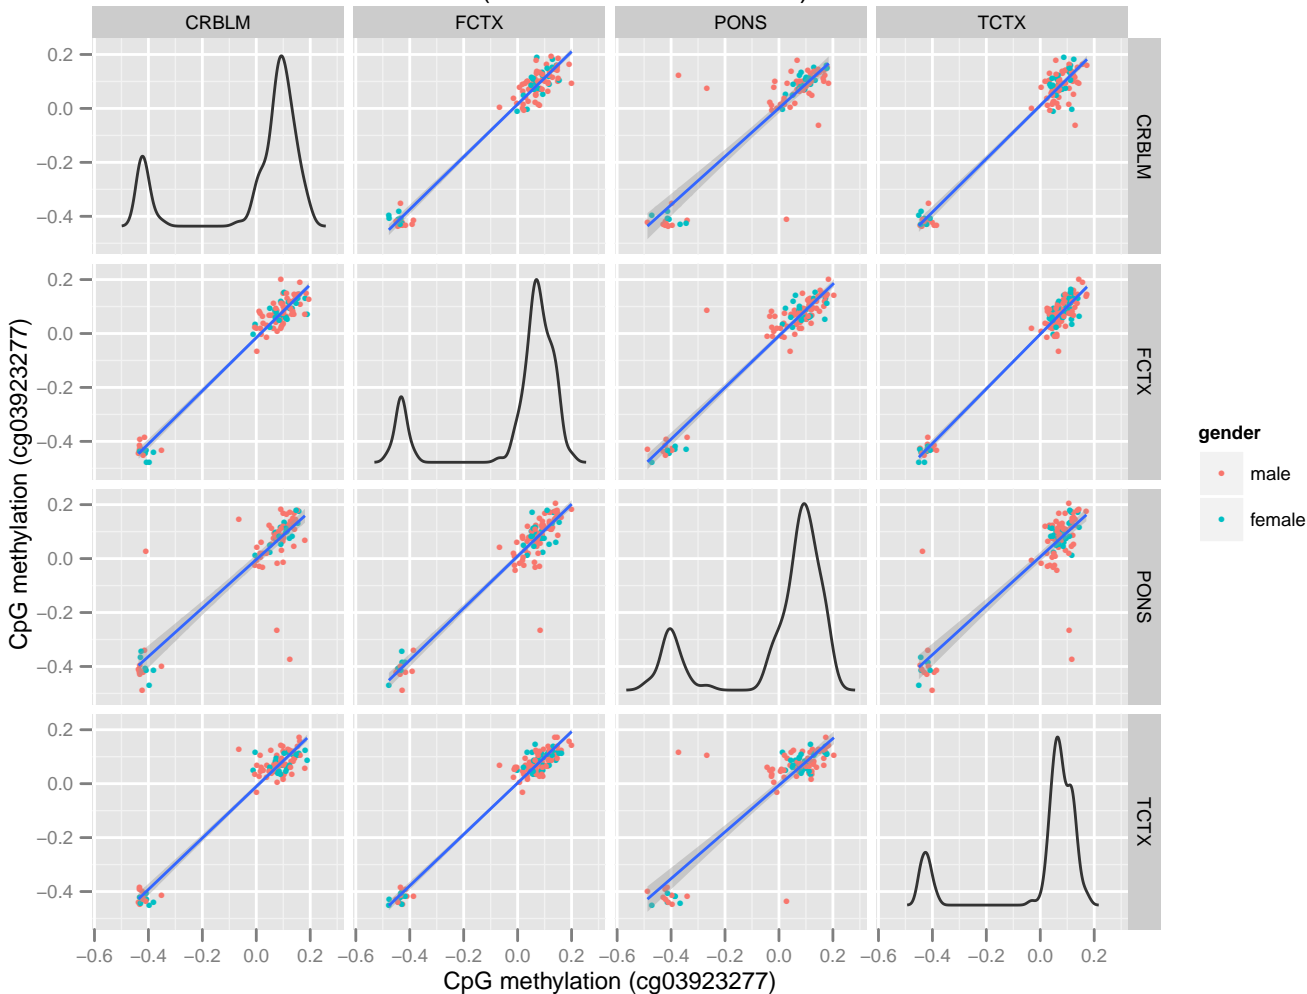 CRBLM FCTX PONS TCTX
0.2
0.0
−0.2
−0.4
CRBLM
0.2
0.0
−0.2
−0.4
FCTX
0.2
0.0
−0.2
−0.4
PONS
0.2
0.0
−0.2
−0.4
TCTX
−0.6 −0.4 −0.2 0.0 0.2 −0.6 −0.4 −0.2 0.0 0.2 −0.6 −0.4 −0.2 0.0 0.2 −0.6 −0.4 −0.2 0.0 0.2
CpG methylation (cg03923277)
CpG methylation (cg03923277)
gender
male
female